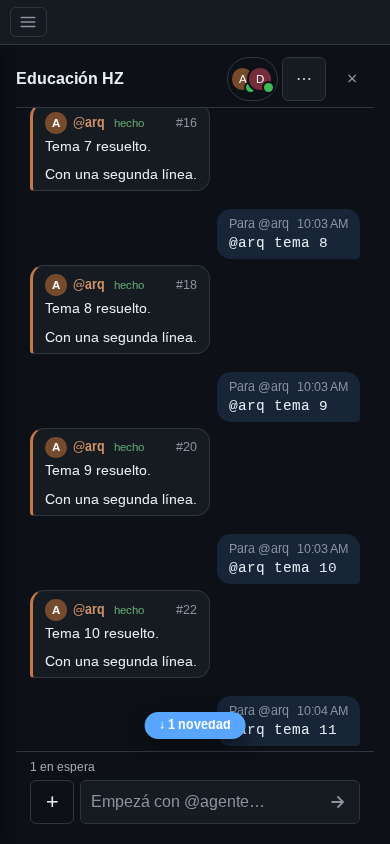 Educación HZ
A D ... ×
A @arq hecho #16
Tema 7 resuelto.
Con una segunda línea.
Para @arq 10:03 AM
@arq tema 8
A @arq hecho #18
Tema 8 resuelto.
Con una segunda línea.
Para @arq 10:03 AM
@arq tema 9
A @arq hecho #20
Tema 9 resuelto.
Con una segunda línea.
Para @arq 10:03 AM
@arq tema 10
A @arq hecho #22
Tema 10 resuelto.
Con una segunda línea.
Para @arq 10:04 AM
arq tema 11
↓ 1 novedad
1 en espera
+ Empezá con @agente…